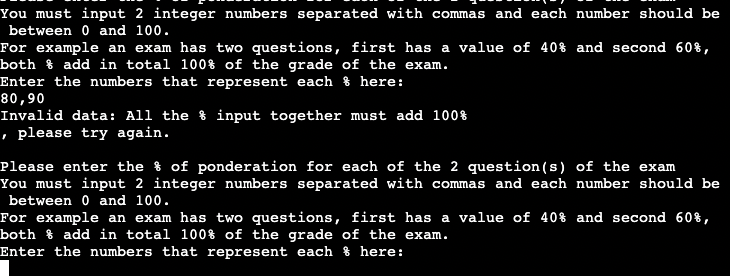 You must input 2 integer numbers separated with commas and each number should be
between 0 and 100.
For example an exam has two questions, first has a value of 40% and second 60%,
both % add in total 100% of the grade of the exam.
Enter the numbers that represent each % here:
80,90
Invalid data: All the % input together must add 100%
, please try again.
Please enter the % of ponderation for each of the 2 question(s) of the exam
You must input 2 integer numbers separated with commas and each number should be
between 0 and 100.
For example an exam has two questions, first has a value of 40% and second 60%,
both % add in total 100% of the grade of the exam.
Enter the numbers that represent each % here: